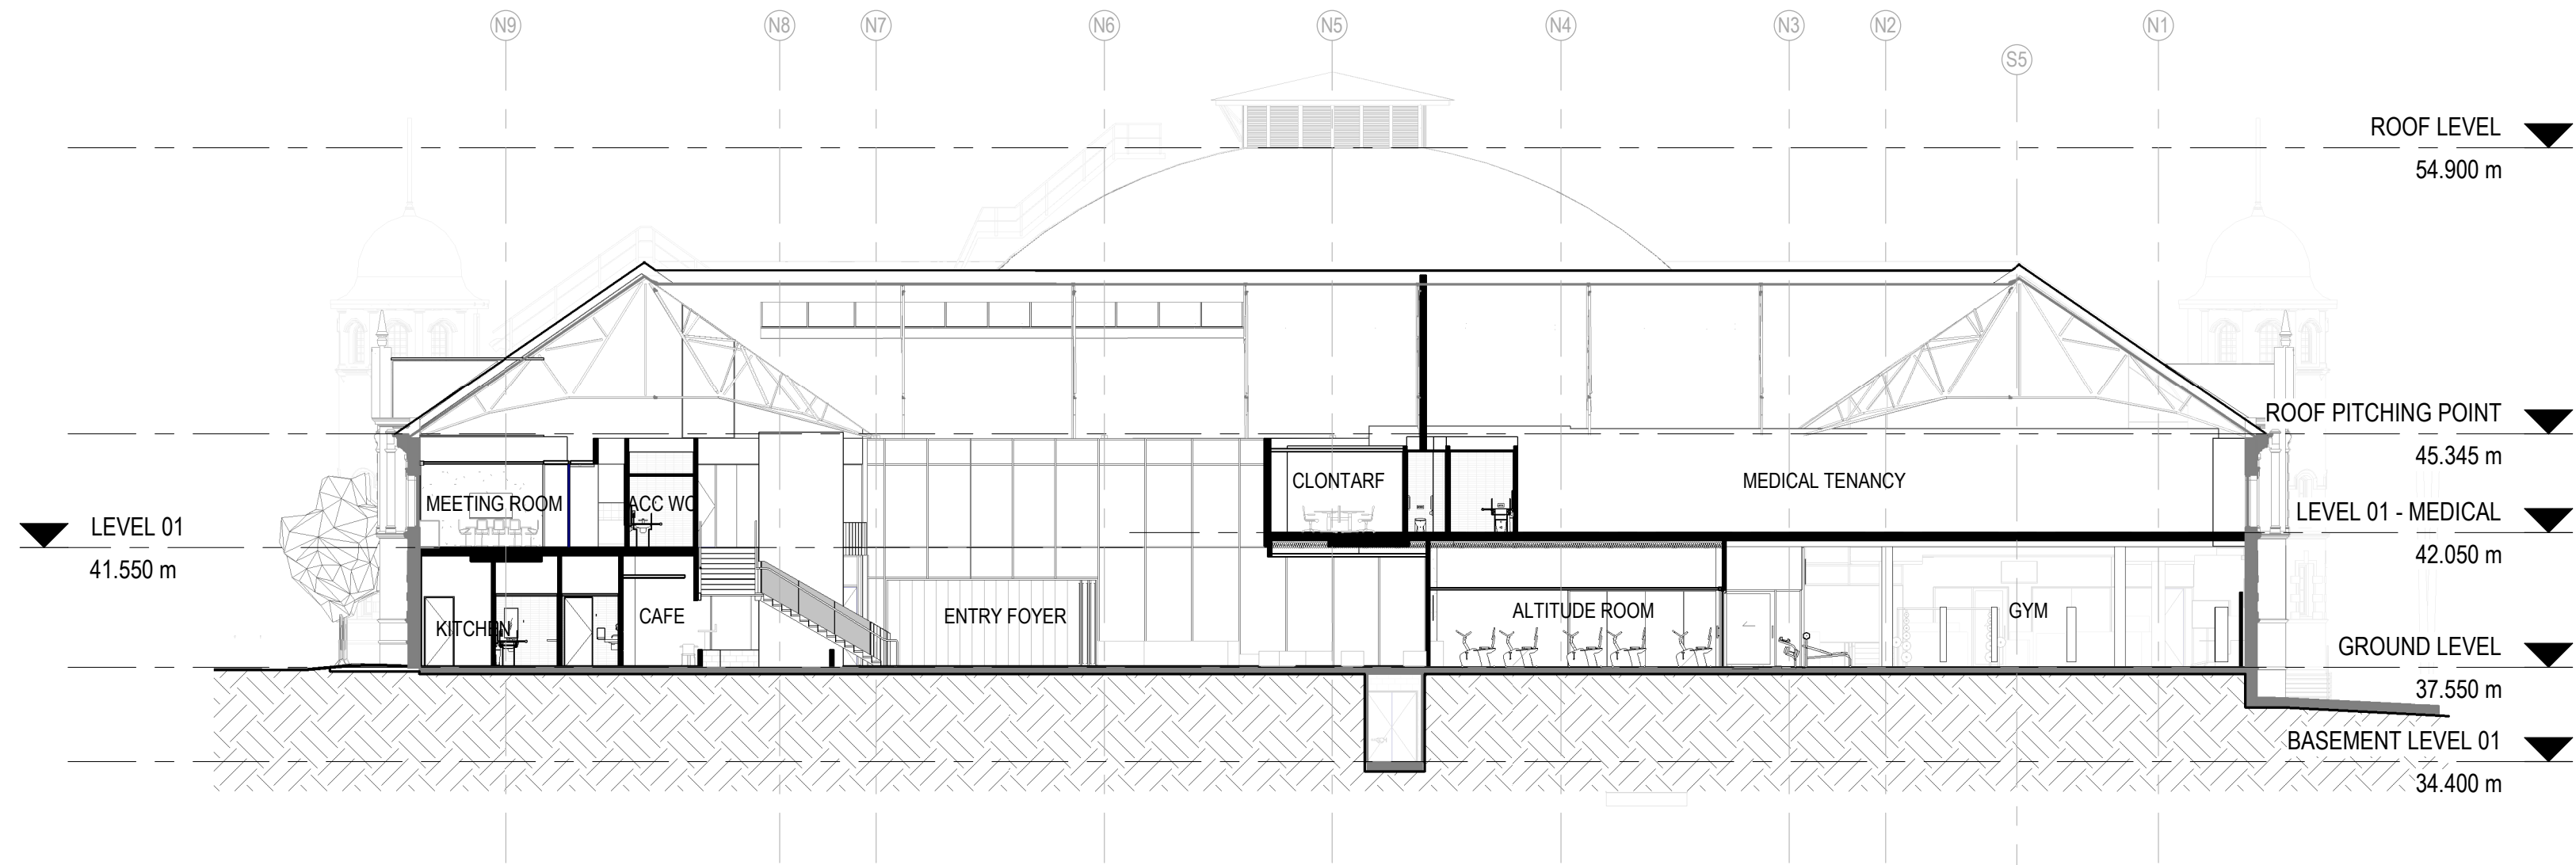 N9
N8
N7
N6
N5
N4
N3
N2
S5
N1
ROOF LEVEL
54.900 m
ROOF PITCHING POINT
45.345 m
CLONTARF
MEDICAL TENANCY
MEETING ROOM
ACC WC
LEVEL 01 - MEDICAL
42.050 m
LEVEL 01
41.550 m
KITCHEN
CAFE
ENTRY FOYER
ALTITUDE ROOM
GYM
GROUND LEVEL
37.550 m
BASEMENT LEVEL 01
34.400 m